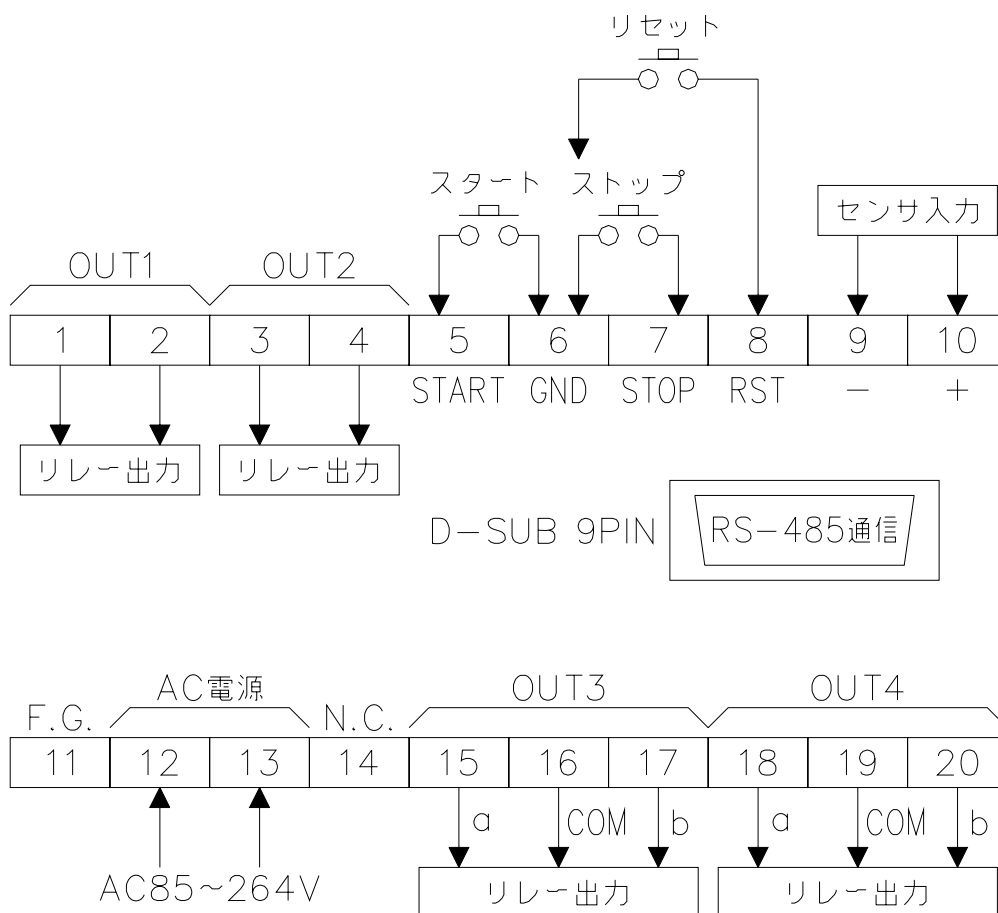 リセット
スタート ストップ
センサ入力
OUT1 OUT2
1 2 3 4 5 6 7 8 9 10
START GND STOP RST − +
リレー出力 リレー出力
D−SUB 9PIN RS−485通信
AC電源 OUT3 OUT4
F.G. N.C.
11 12 13 14 15 16 17 18 19 20
a COM b a COM b
AC85~264V リレー出力 リレー出力